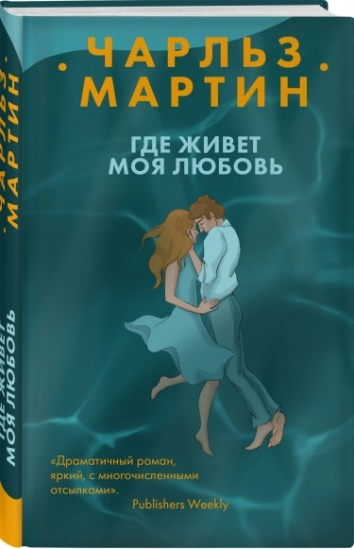 . ЧАРЛЬЗ .
МАРТИН
ГДЕ ЖИВЕТ
МОЯ ЛЮБОВЬ
«Драматичный роман,
яркий, с многочисленными
отсылками».
Publishers Weekly
. ЧАРЛЬЗ .
МАРТИН
ГДЕ ЖИВЕТ
МОЯ ЛЮБОВЬ